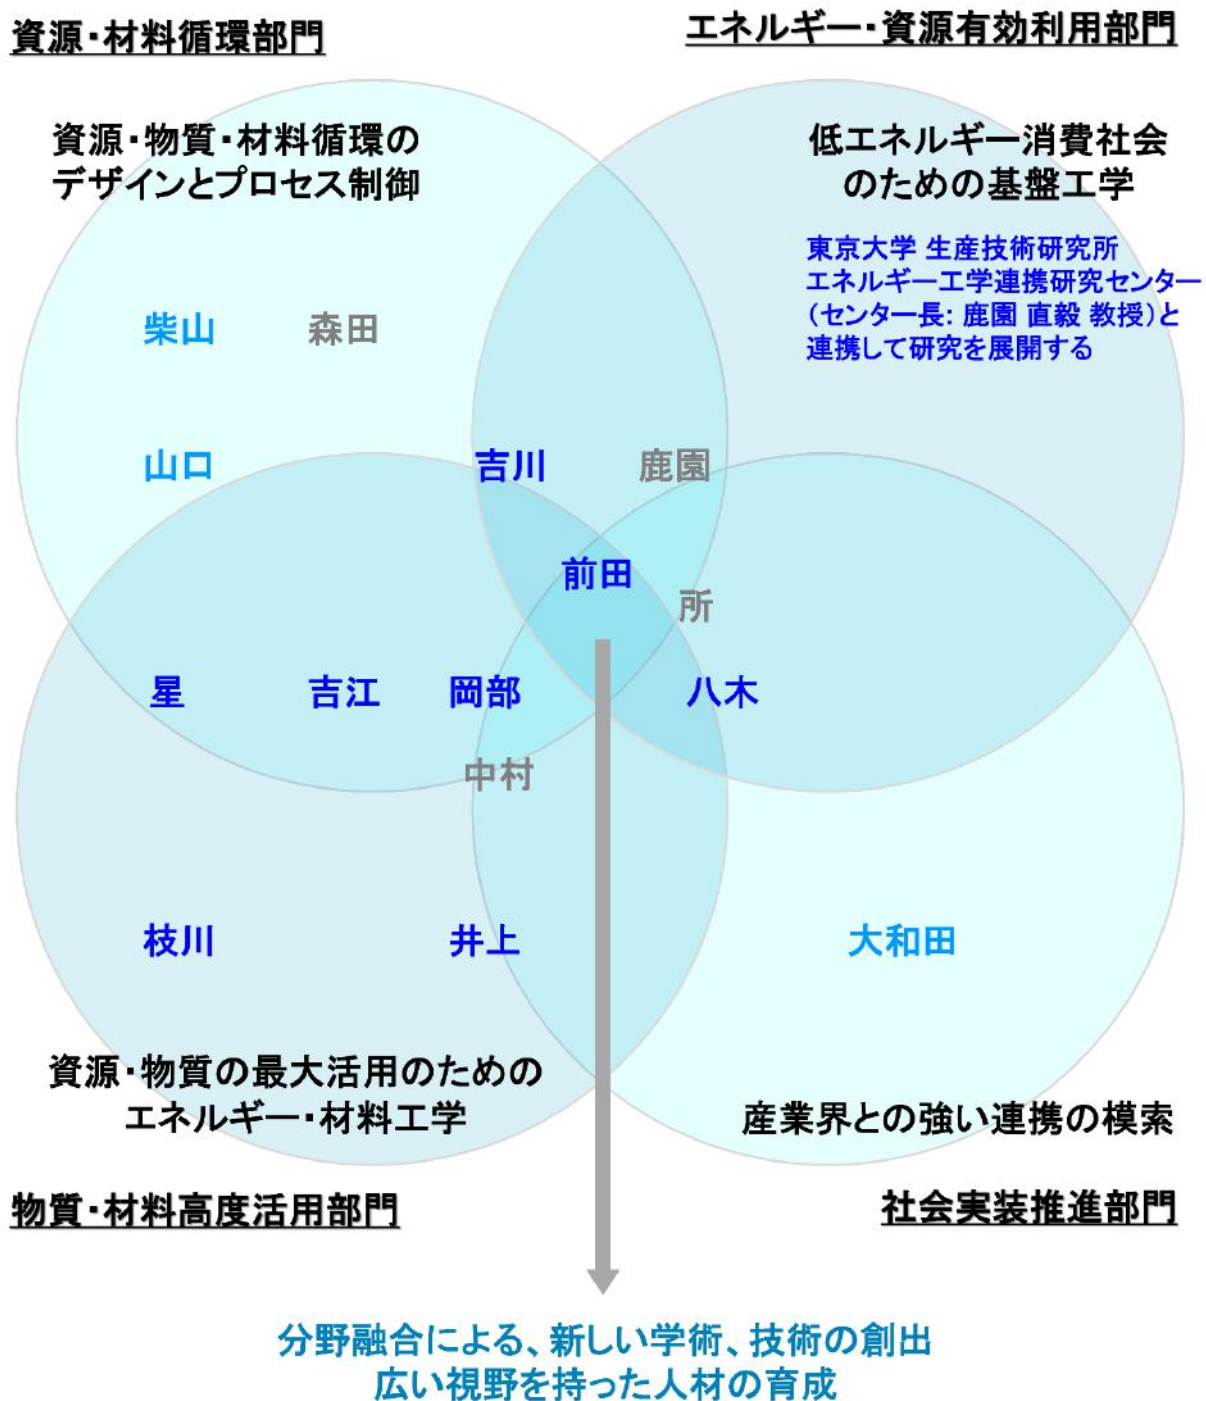 資源・材料循環部門
エネルギー・資源有効利用部門
資源・物質・材料循環の
デザインとプロセス制御
低エネルギー消費社会
のための基盤工学
東京大学 生産技術研究所
エネルギー工学連携研究センター
（センター長: 鹿園 直毅 教授）と
連携して研究を展開する
柴山
森田
山口
吉川
鹿園
前田
所
星
吉江
岡部
八木
中村
枝川
井上
大和田
資源・物質の最大活用のための
エネルギー・材料工学
産業界との強い連携の模索
物質・材料高度活用部門
社会実装推進部門
分野融合による、新しい学術、技術の創出
広い視野を持った人材の育成